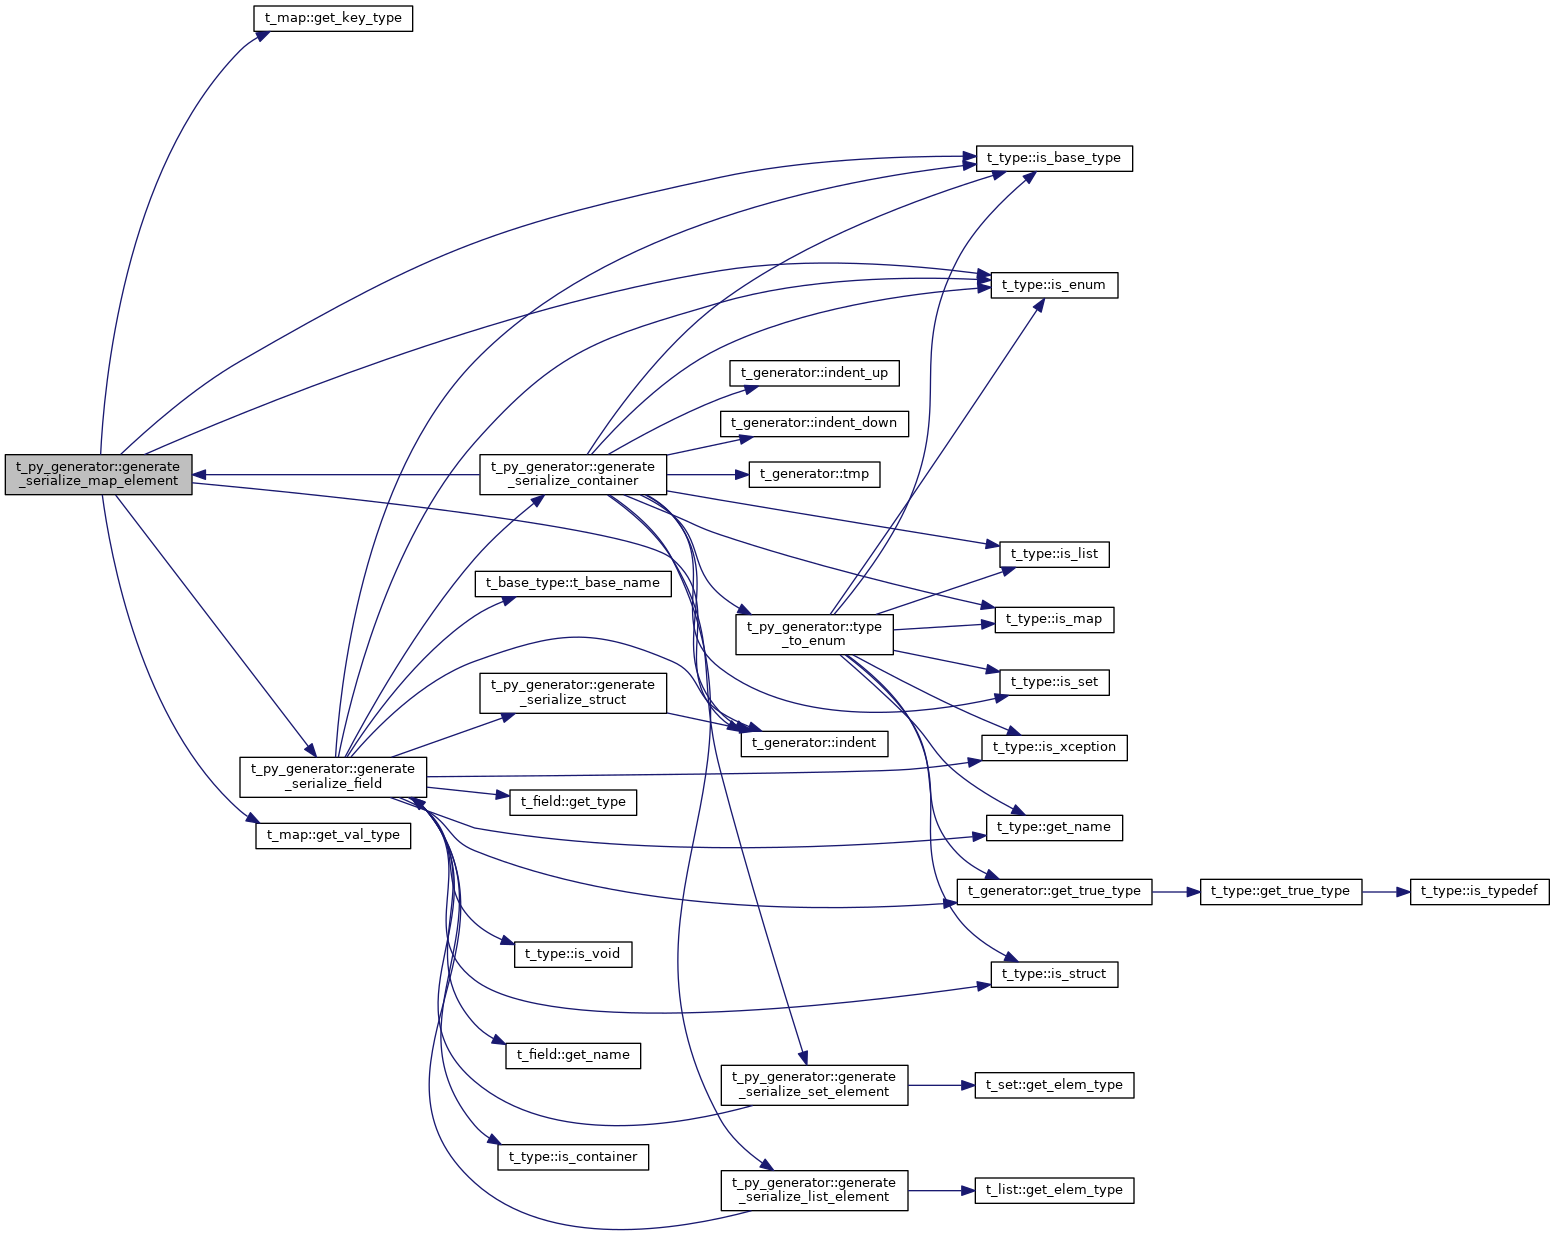 t_map::get_key_type
t_type::is_base_type
t_type::is_enum
t_generator::indent_up
t_generator::indent_down
t_py_generator::generate
_serialize_map_element
t_py_generator::generate
_serialize_container
t_generator::tmp
t_type::is_list
t_base_type::t_base_name
t_type::is_map
t_py_generator::type
_to_enum
t_type::is_set
t_py_generator::generate
_serialize_struct
t_generator::indent
t_type::is_xception
t_py_generator::generate
_serialize_field
t_field::get_type
t_map::get_val_type
t_type::get_name
t_generator::get_true_type
t_type::get_true_type
t_type::is_typedef
t_type::is_void
t_type::is_struct
t_field::get_name
t_py_generator::generate
_serialize_set_element
t_set::get_elem_type
t_type::is_container
t_py_generator::generate
_serialize_list_element
t_list::get_elem_type